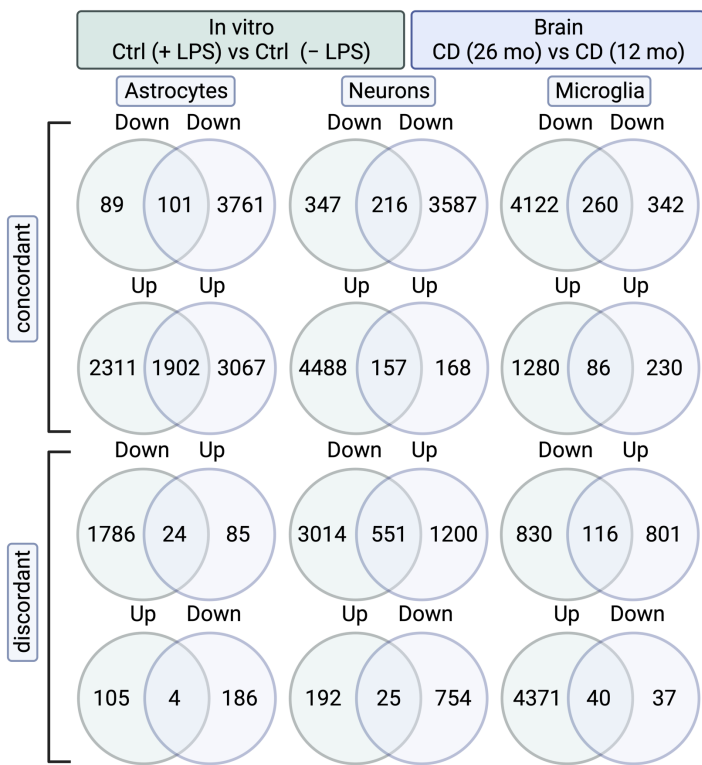 In vitro
Ctrl (+ LPS) vs Ctrl (− LPS)
Brain
CD (26 mo) vs CD (12 mo)
Astrocytes
Neurons
Microglia
concordant
Down Down
Down Down
Down Down
89 101 3761
347 216 3587
4122 260 342
Up Up
Up Up
Up Up
2311 1902 3067
4488 157 168
1280 86 230
discordant
Down Up
Down Up
Down Up
1786 24 85
3014 551 1200
830 116 801
Up Down
Up Down
Up Down
105 4 186
192 25 754
4371 40 37